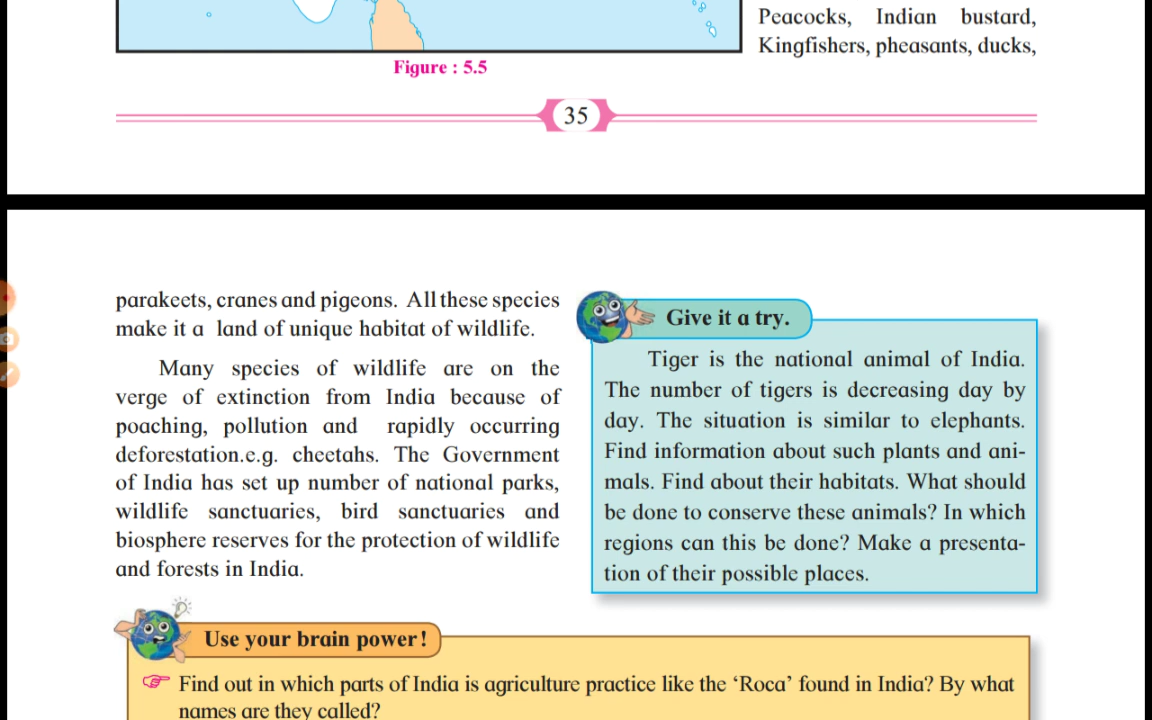 Peacocks, Indian bustard,
Kingfishers, pheasants, ducks,
Figure : 5.5
35
parakeets, cranes and pigeons. All these species
make it a land of unique habitat of wildlife.
Many species of wildlife are on the
verge of extinction from India because of
poaching, pollution and rapidly occurring
deforestation.e.g. cheetahs. The Government
of India has set up number of national parks,
wildlife sanctuaries, bird sanctuaries and
biosphere reserves for the protection of wildlife
and forests in India.
Give it a try.
Tiger is the national animal of India.
The number of tigers is decreasing day by
day. The situation is similar to elephants.
Find information about such plants and ani-
mals. Find about their habitats. What should
be done to conserve these animals? In which
regions can this be done? Make a presenta-
tion of their possible places.
Use your brain power!
Find out in which parts of India is agriculture practice like the ‘Roca’ found in India? By what
names are they called?